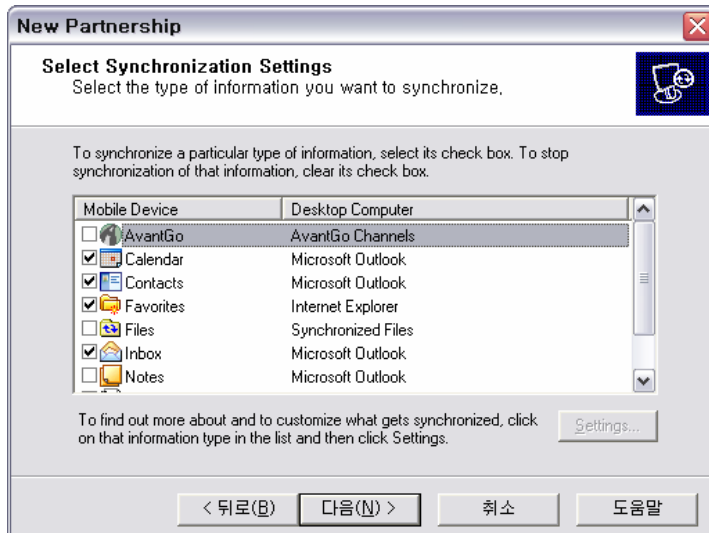 New Partnership
Select Synchronization Settings
Select the type of information you want to synchronize,
To synchronize a particular type of information, select its check box. To stop
synchronization of that information, clear its check box.
Mobile Device Desktop Computer
AvantGo AvantGo Channels
Calendar Microsoft Outlook
Contacts Microsoft Outlook
Favorites Internet Explorer
Files Synchronized Files
Inbox Microsoft Outlook
Notes Microsoft Outlook
To find out more about and to customize what gets synchronized, click
on that information type in the list and then click Settings.
Settings...
< 뒤로(B) 다음(N) > 취소 도움말